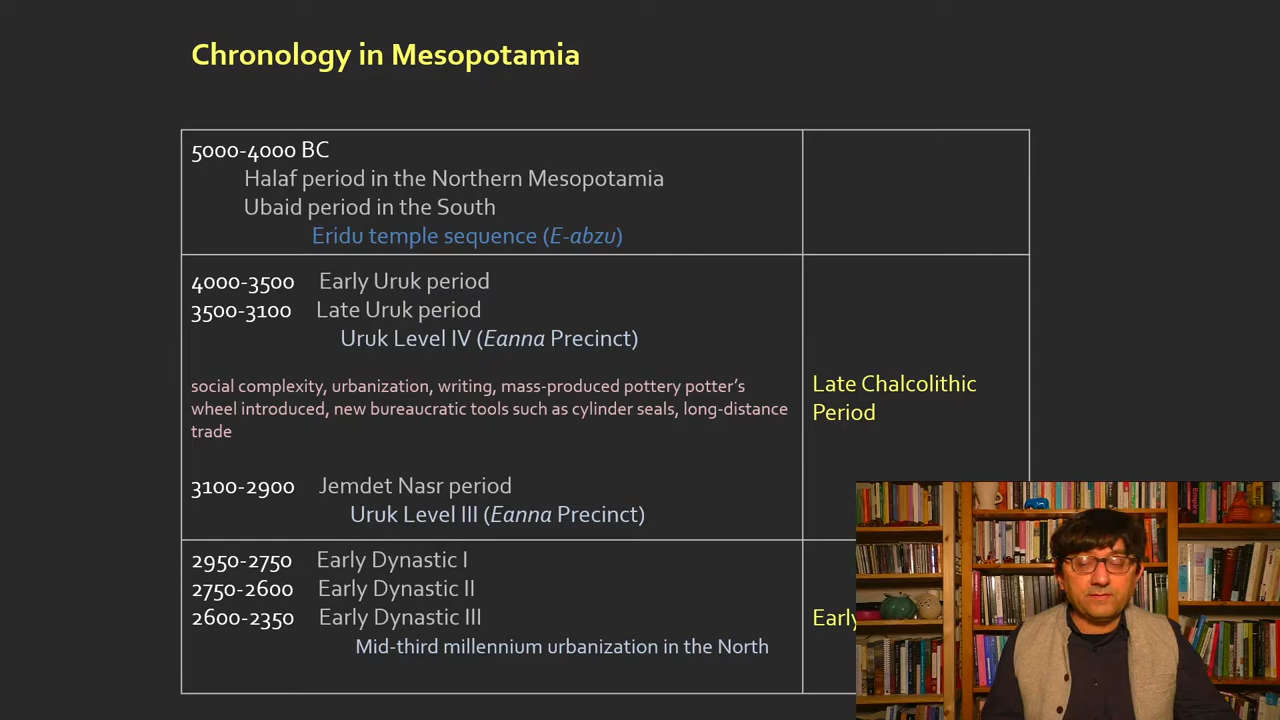 Chronology in Mesopotamia
5000-4000 BC
Halaf period in the Northern Mesopotamia
Ubaid period in the South
Eridu temple sequence (E-abzu)
4000-3500 Early Uruk period
3500-3100 Late Uruk period
Uruk Level IV (Eanna Precinct)
social complexity, urbanization, writing, mass-produced pottery potter's
wheel introduced, new bureaucratic tools such as cylinder seals, long-distance
trade
Late Chalcolithic
Period
3100-2900 Jemdet Nasr period
Uruk Level III (Eanna Precinct)
2950-2750 Early Dynastic I
2750-2600 Early Dynastic II
2600-2350 Early Dynastic III
Mid-third millennium urbanization in the North
Early